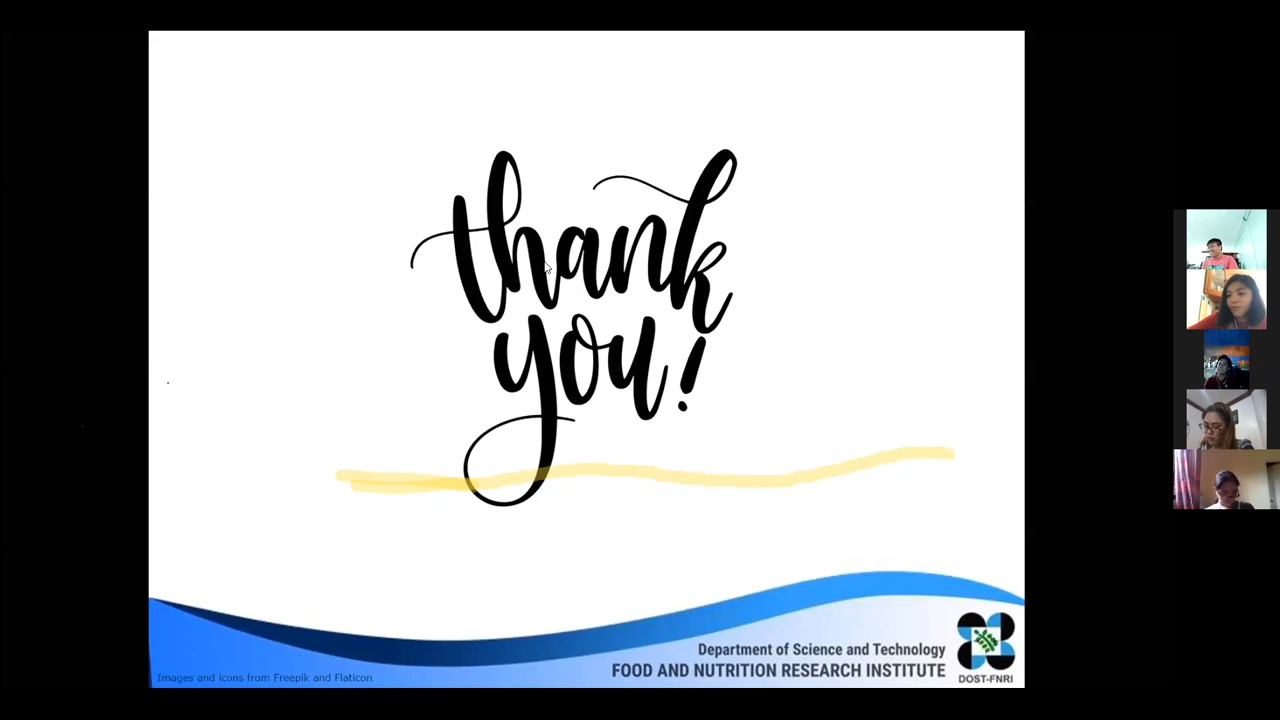 thank
you!
Department of Science and Technology
FOOD AND NUTRITION RESEARCH INSTITUTE
DOST-FNRI
Images and icons from Freepik and Flaticon